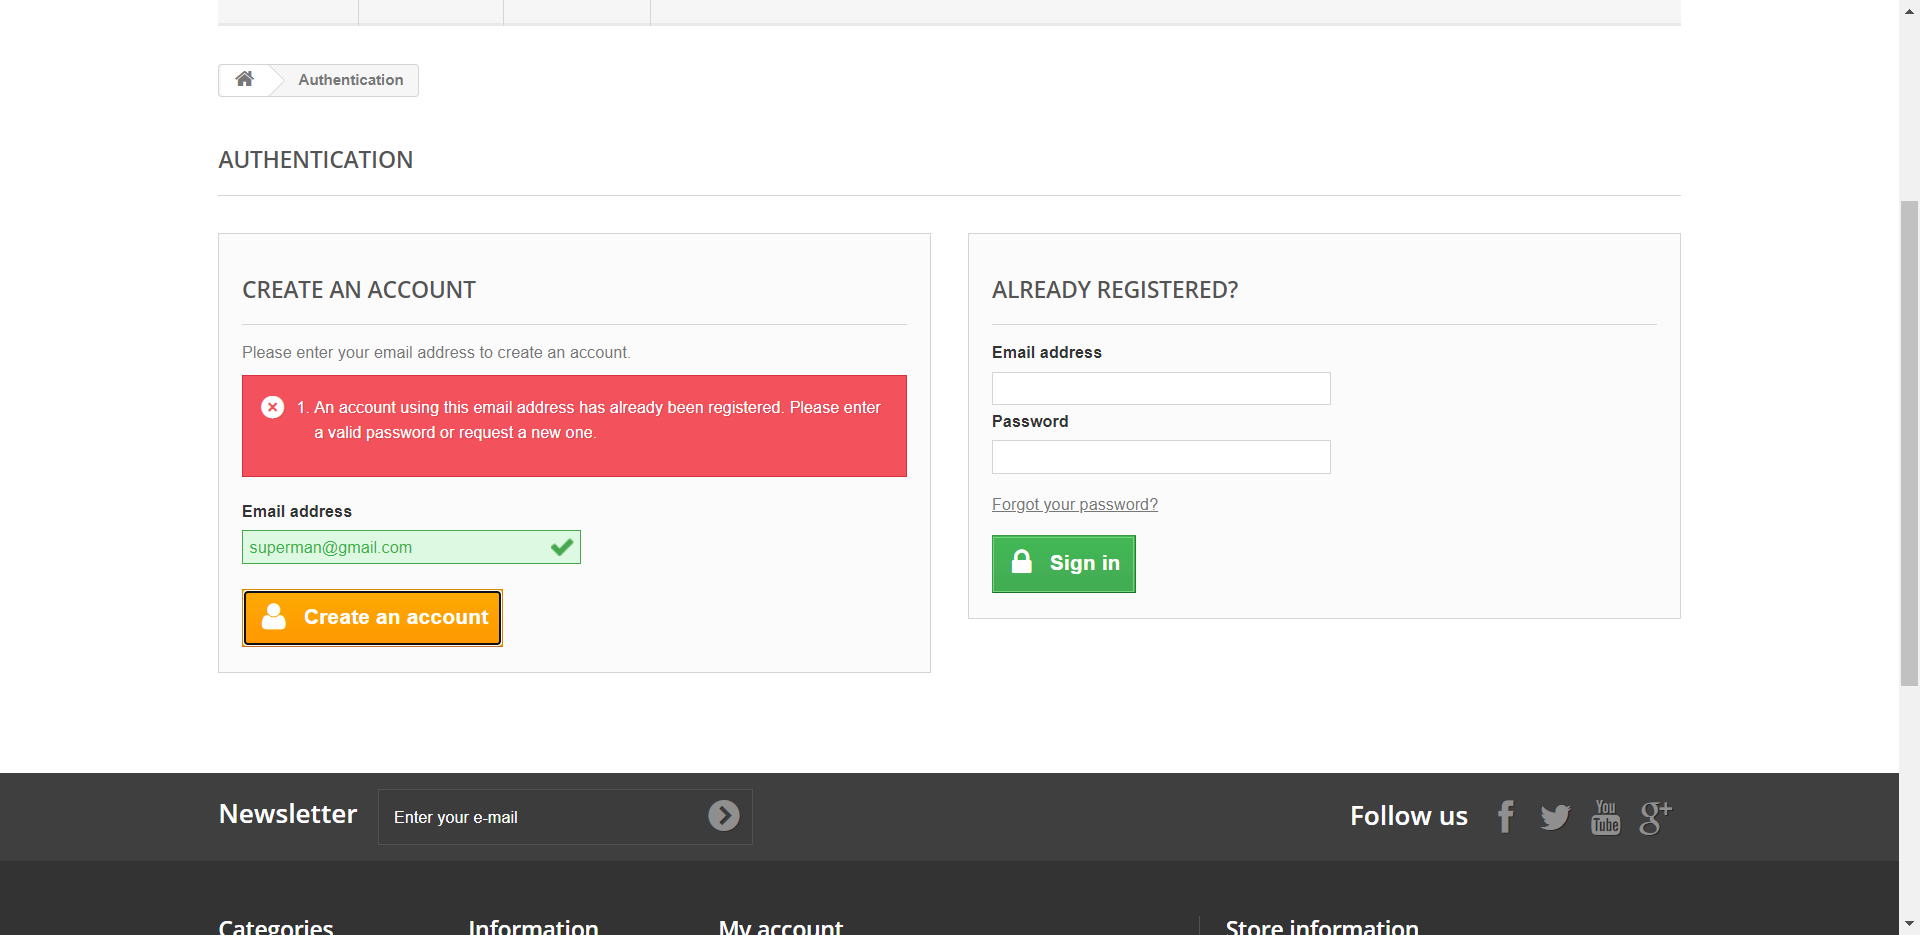 Authentication
AUTHENTICATION
CREATE AN ACCOUNT
Please enter your email address to create an account.
1. An account using this email address has already been registered. Please enter
a valid password or request a new one.
Email address
superman@gmail.com
Create an account
ALREADY REGISTERED?
Email address
Password
Forgot your password?
Sign in
Newsletter
Enter your e-mail
Follow us
You
Tube
g+
Categories
Information
My account
Store information